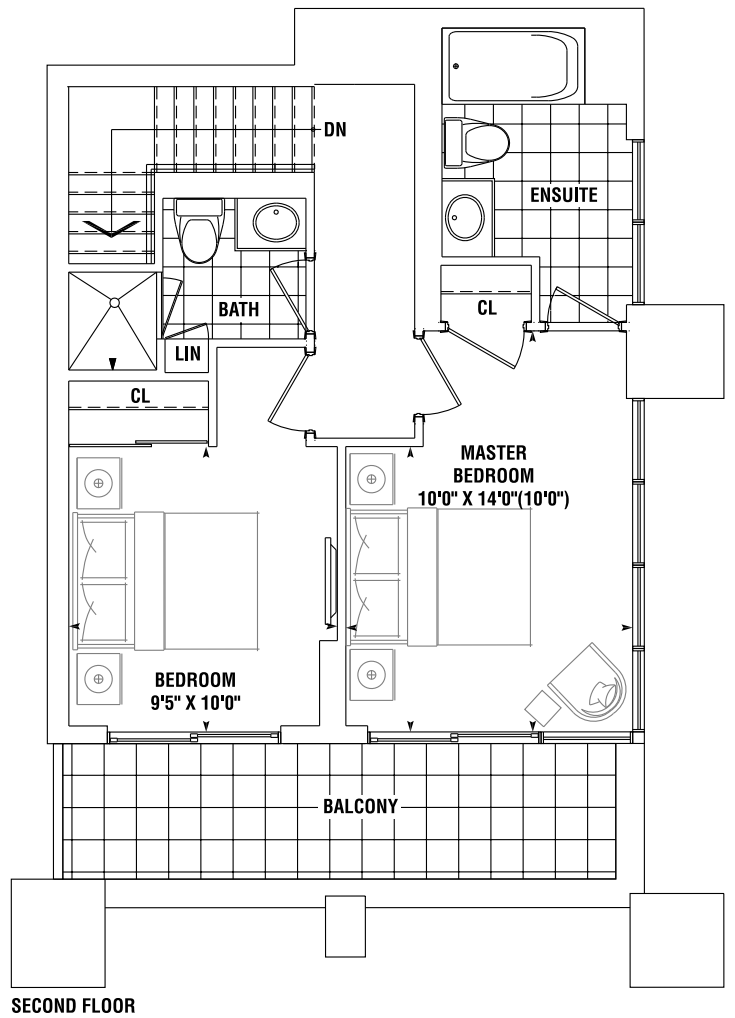 DN
ENSUITE
BATH
CL
LIN
CL
MASTER
BEDROOM
10'0" X 14'0"(10'0")
BEDROOM
9'5" X 10'0"
BALCONY
SECOND FLOOR